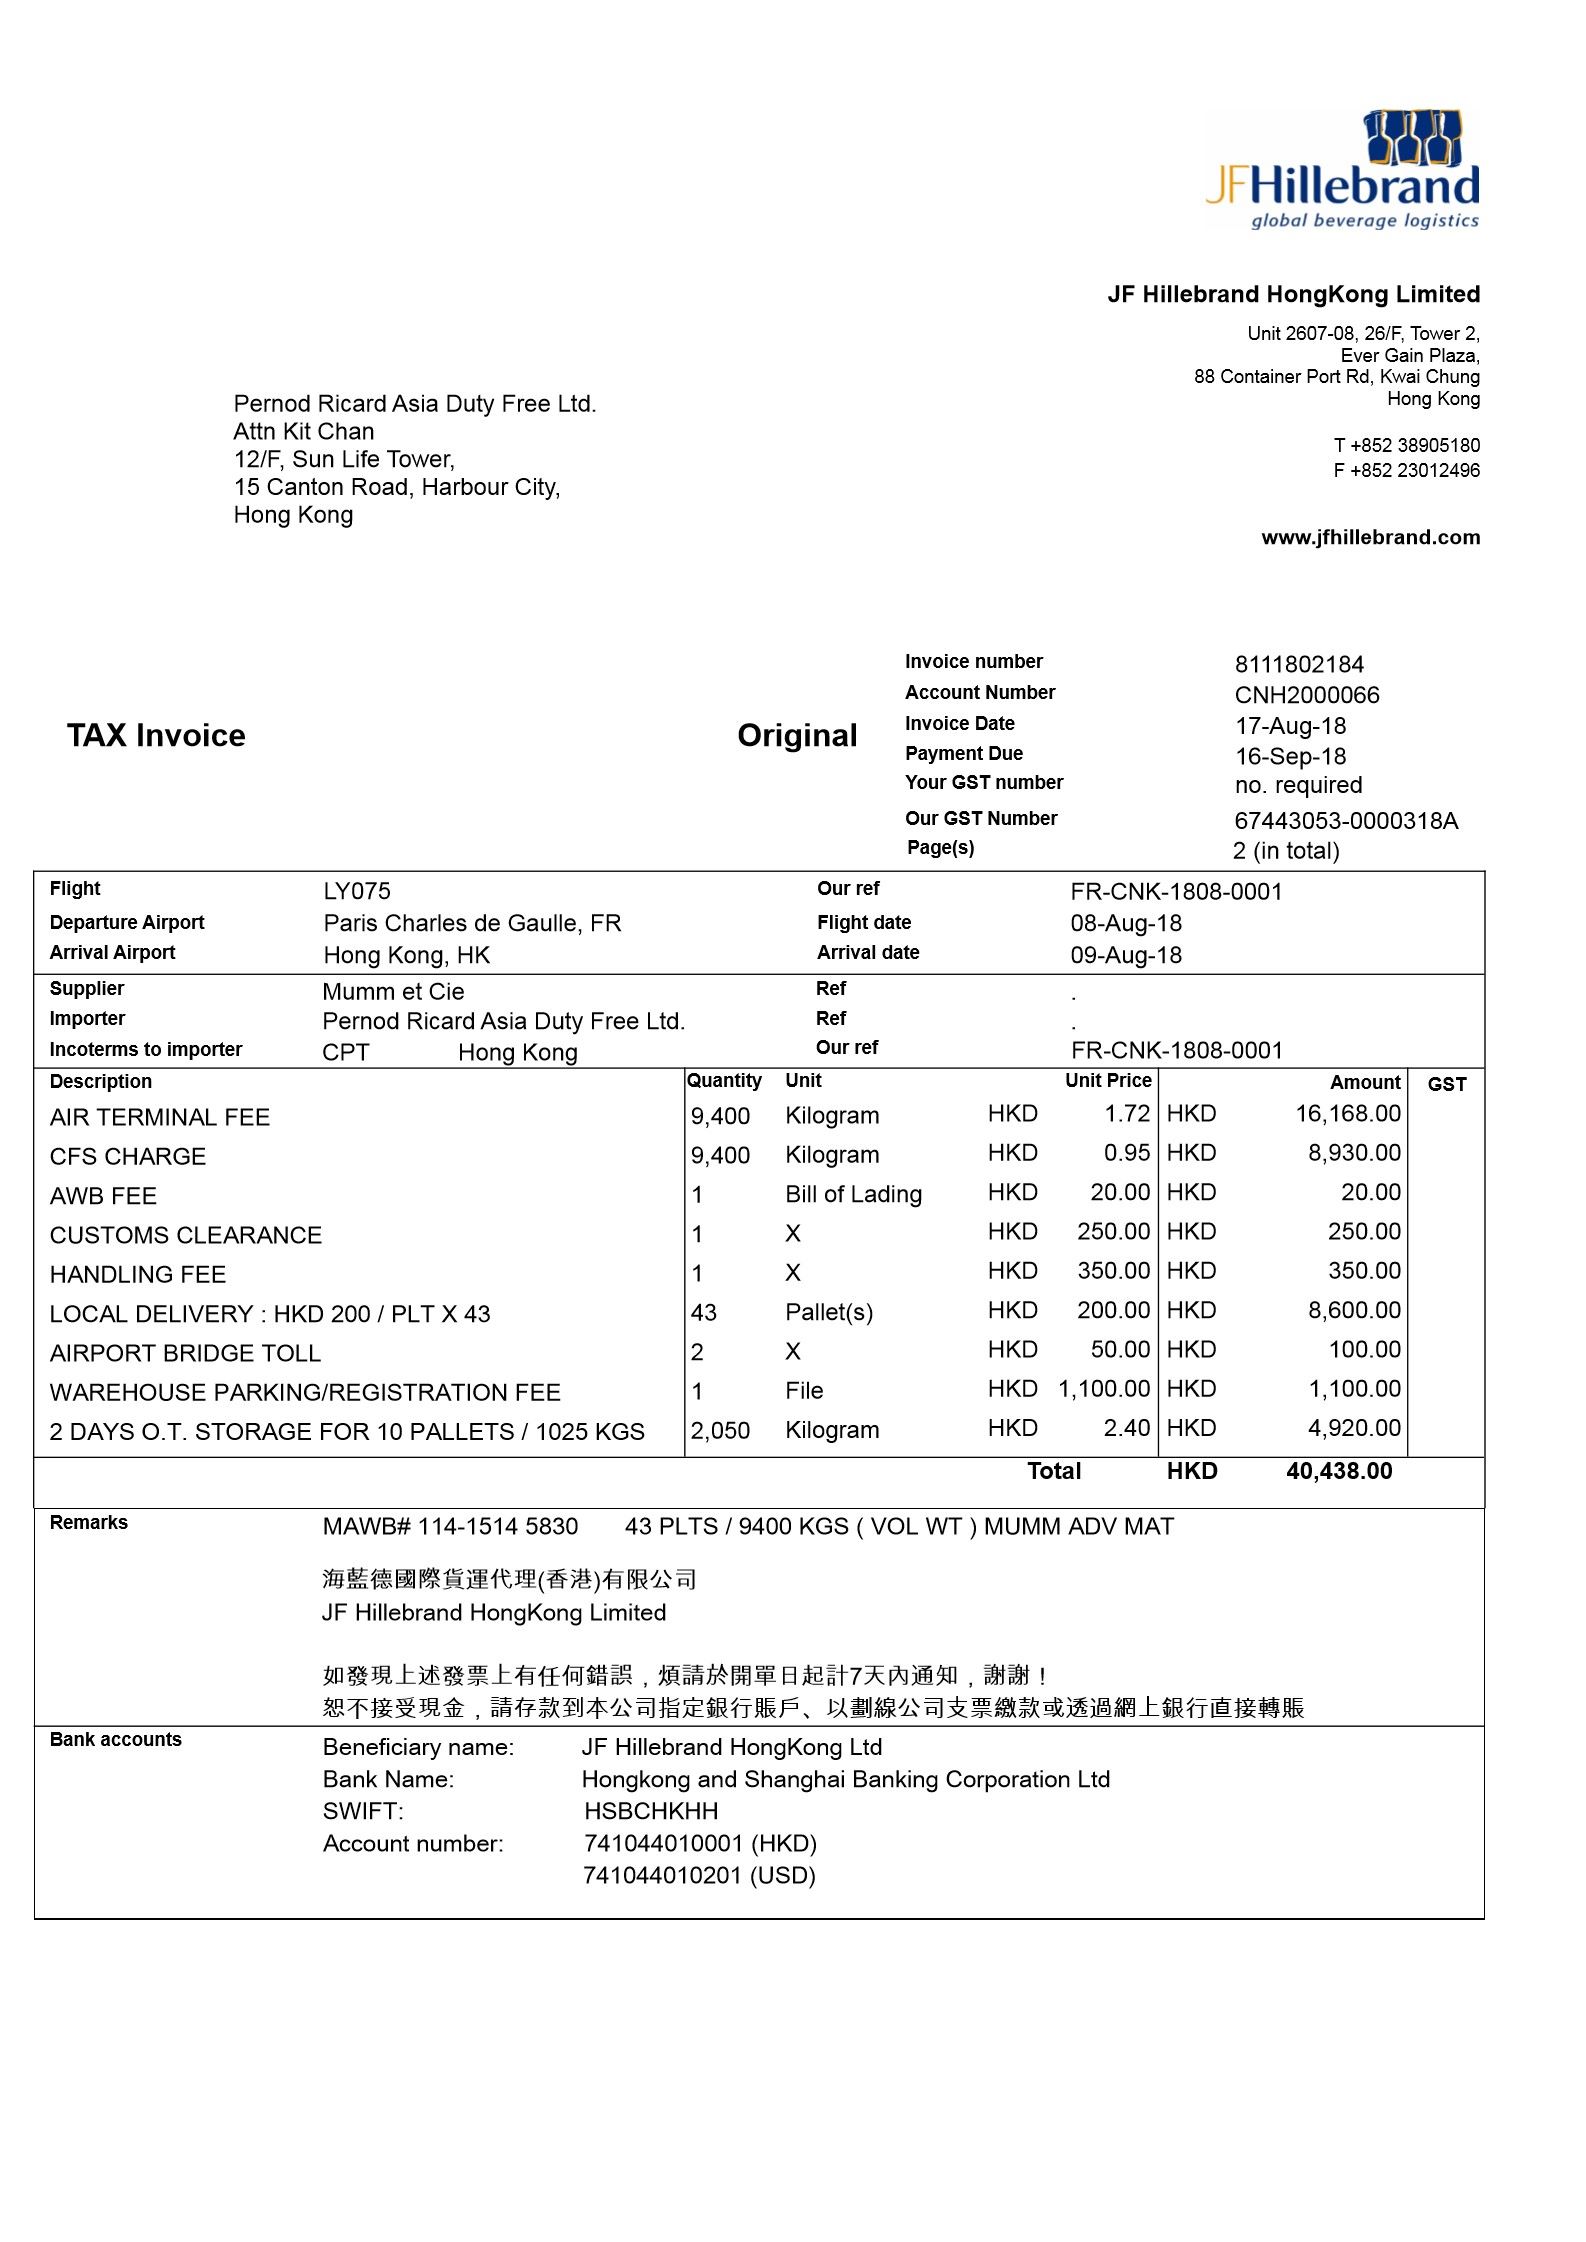 JFHillebrand
global beverage logistics
JF Hillebrand HongKong Limited
Unit 2607-08, 26/F, Tower 2,
Ever Gain Plaza,
88 Container Port Rd, Kwai Chung
Hong Kong
T +852 38905180
F +852 23012496
www.jfhillebrand.com
Pernod Ricard Asia Duty Free Ltd.
Attn Kit Chan
12/F, Sun Life Tower,
15 Canton Road, Harbour City,
Hong Kong
TAX Invoice Original
Invoice number 8111802184
Account Number CNH2000066
Invoice Date 17-Aug-18
Payment Due 16-Sep-18
Your GST number no. required
Our GST Number 67443053-0000318A
Page(s) 2 (in total)
Flight LY075 Our ref FR-CNK-1808-0001
Departure Airport Paris Charles de Gaulle, FR Flight date 08-Aug-18
Arrival Airport Hong Kong, HK Arrival date 09-Aug-18
Supplier Mumm et Cie Ref .
Importer Pernod Ricard Asia Duty Free Ltd. Ref .
Incoterms to importer CPT Hong Kong Our ref FR-CNK-1808-0001
Description Quantity Unit Unit Price Amount GST
AIR TERMINAL FEE 9,400 Kilogram HKD 1.72 HKD 16,168.00
CFS CHARGE 9,400 Kilogram HKD 0.95 HKD 8,930.00
AWB FEE 1 Bill of Lading HKD 20.00 HKD 20.00
CUSTOMS CLEARANCE 1 X HKD 250.00 HKD 250.00
HANDLING FEE 1 X HKD 350.00 HKD 350.00
LOCAL DELIVERY : HKD 200 / PLT X 43 43 Pallet(s) HKD 200.00 HKD 8,600.00
AIRPORT BRIDGE TOLL 2 X HKD 50.00 HKD 100.00
WAREHOUSE PARKING/REGISTRATION FEE 1 File HKD 1,100.00 HKD 1,100.00
2 DAYS O.T. STORAGE FOR 10 PALLETS / 1025 KGS 2,050 Kilogram HKD 2.40 HKD 4,920.00
Total HKD 40,438.00
Remarks MAWB# 114-1514 5830 43 PLTS / 9400 KGS ( VOL WT ) MUMM ADV MAT
海藍德國際貨運代理(香港)有限公司
JF Hillebrand HongKong Limited
如發現上述發票上有任何錯誤，煩請於開單日起計7天內通知，謝謝！
恕不接受現金，請存款到本公司指定銀行賬戶、以劃線公司支票繳款或透過網上銀行直接轉賬
Bank accounts Beneficiary name: JF Hillebrand HongKong Ltd
Bank Name: Hongkong and Shanghai Banking Corporation Ltd
SWIFT: HSBCHKHH
Account number: 741044010001 (HKD)
741044010201 (USD)